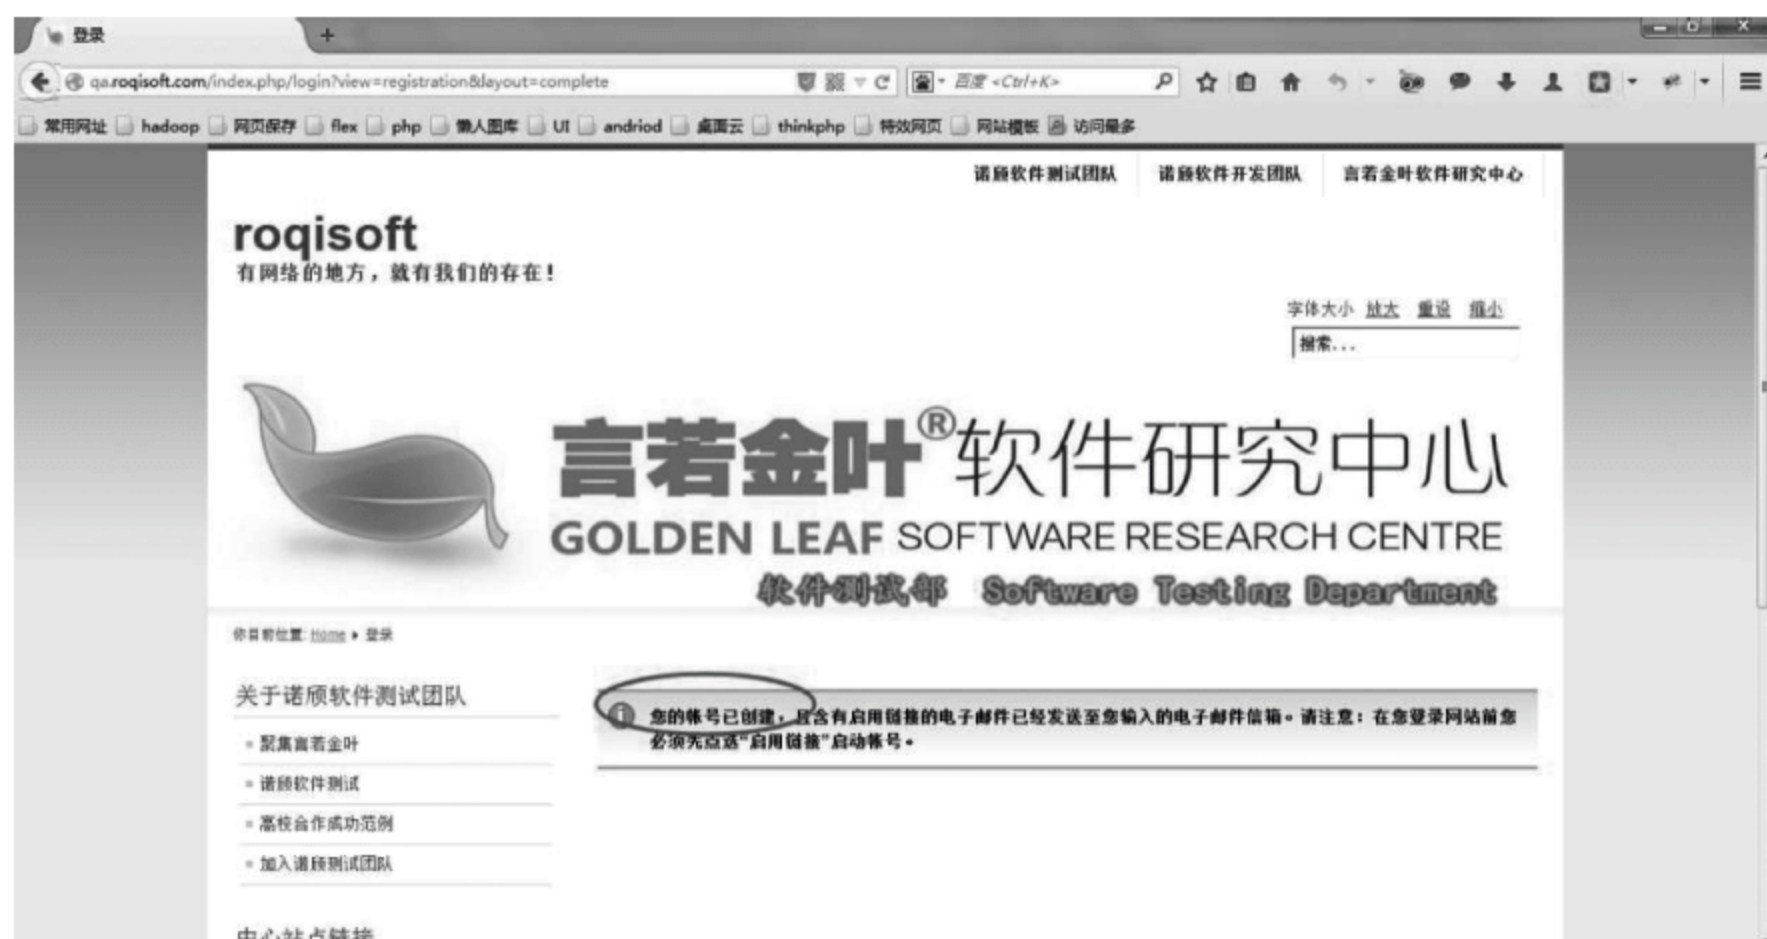 登录
qa.roqisoft.com/index.php/login?view=registration&layout=complete
百度 <Ctrl+K>
常用网址 hadoop 网页保存 flex php 懒人图库 UI andriod 桌面云 thinkphp 特效网页 网站模板 访问最多
诺颀软件测试团队 诺颀软件开发团队 言若金叶软件研究中心
roqisoft
有网络的地方，就有我们的存在！
字体大小 放大 重设 缩小
搜索...
言若金叶®软件研究中心
GOLDEN LEAF SOFTWARE RESEARCH CENTRE
软件测试部 Software Testing Department
你目前位置: Home 登录
关于诺颀软件测试团队
您的帐号已创建，且含有启用链接的电子邮件已经发送至您输入的电子邮件信箱。请注意：在您登录网站前您
必须先点选“启用链接”启动帐号。
聚集言若金叶
诺颀软件测试
高校合作成功范例
加入诺颀测试团队
中心站点链接